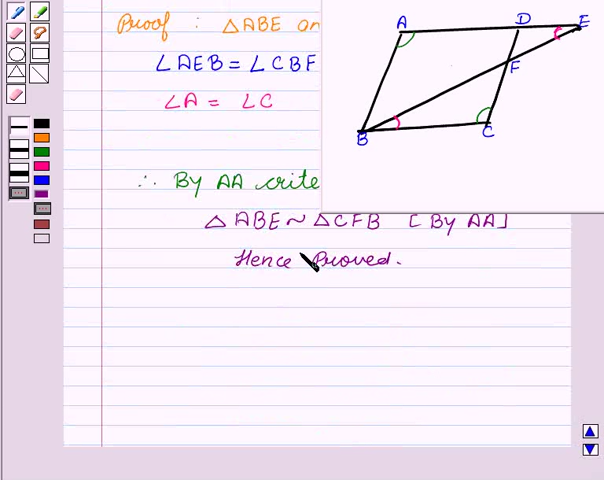 Proof : △ABE an
∠AEB = ∠CBF
∠A = ∠C
∴ By AA crite
△ ABE ~ △CFB [ By AA]
Hence Proved.
A
D
E
F
B
C